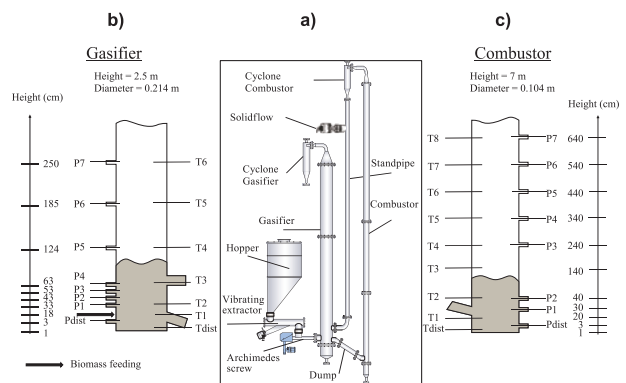 b)
a)
c)
Gasifier
Height = 2.5 m
Diameter = 0.214 m
Height (cm)
250
185
124
63
53
43
33
18
3
1
P7
P6
P5
P4
P3
P2
P1
Pdist
T6
T5
T4
T3
T2
T1
Tdist
Biomass feeding
Cyclone
Combustor
Solidflow
Cyclone
Gasifier
Gasifier
Hopper
Vibrating
extractor
Archimedes
screw
Standpipe
Combustor
Dump
Combustor
Height = 7 m
Diameter = 0.104 m
Height (cm)
T8
T7
T6
T5
T4
T3
T2
T1
Tdist
P7
P6
P5
P4
P3
P2
P1
Pdist
640
540
440
340
240
140
40
30
20
3
1